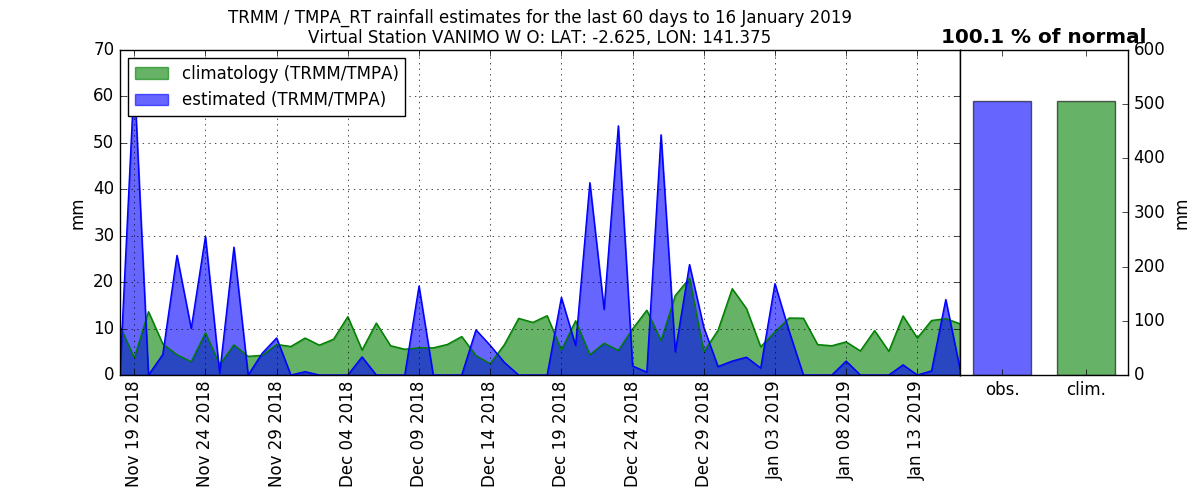 TRMM / TMPA_RT rainfall estimates for the last 60 days to 16 January 2019
Virtual Station VANIMO W O: LAT: -2.625, LON: 141.375
100.1 % of normal
climatology (TRMM/TMPA)
estimated (TRMM/TMPA)
70
60
50
40
30
20
10
0
mm
600
500
400
300
200
100
0
mm
Nov 19 2018
Nov 24 2018
Nov 29 2018
Dec 04 2018
Dec 09 2018
Dec 14 2018
Dec 19 2018
Dec 24 2018
Dec 29 2018
Jan 03 2019
Jan 08 2019
Jan 13 2019
obs.
clim.